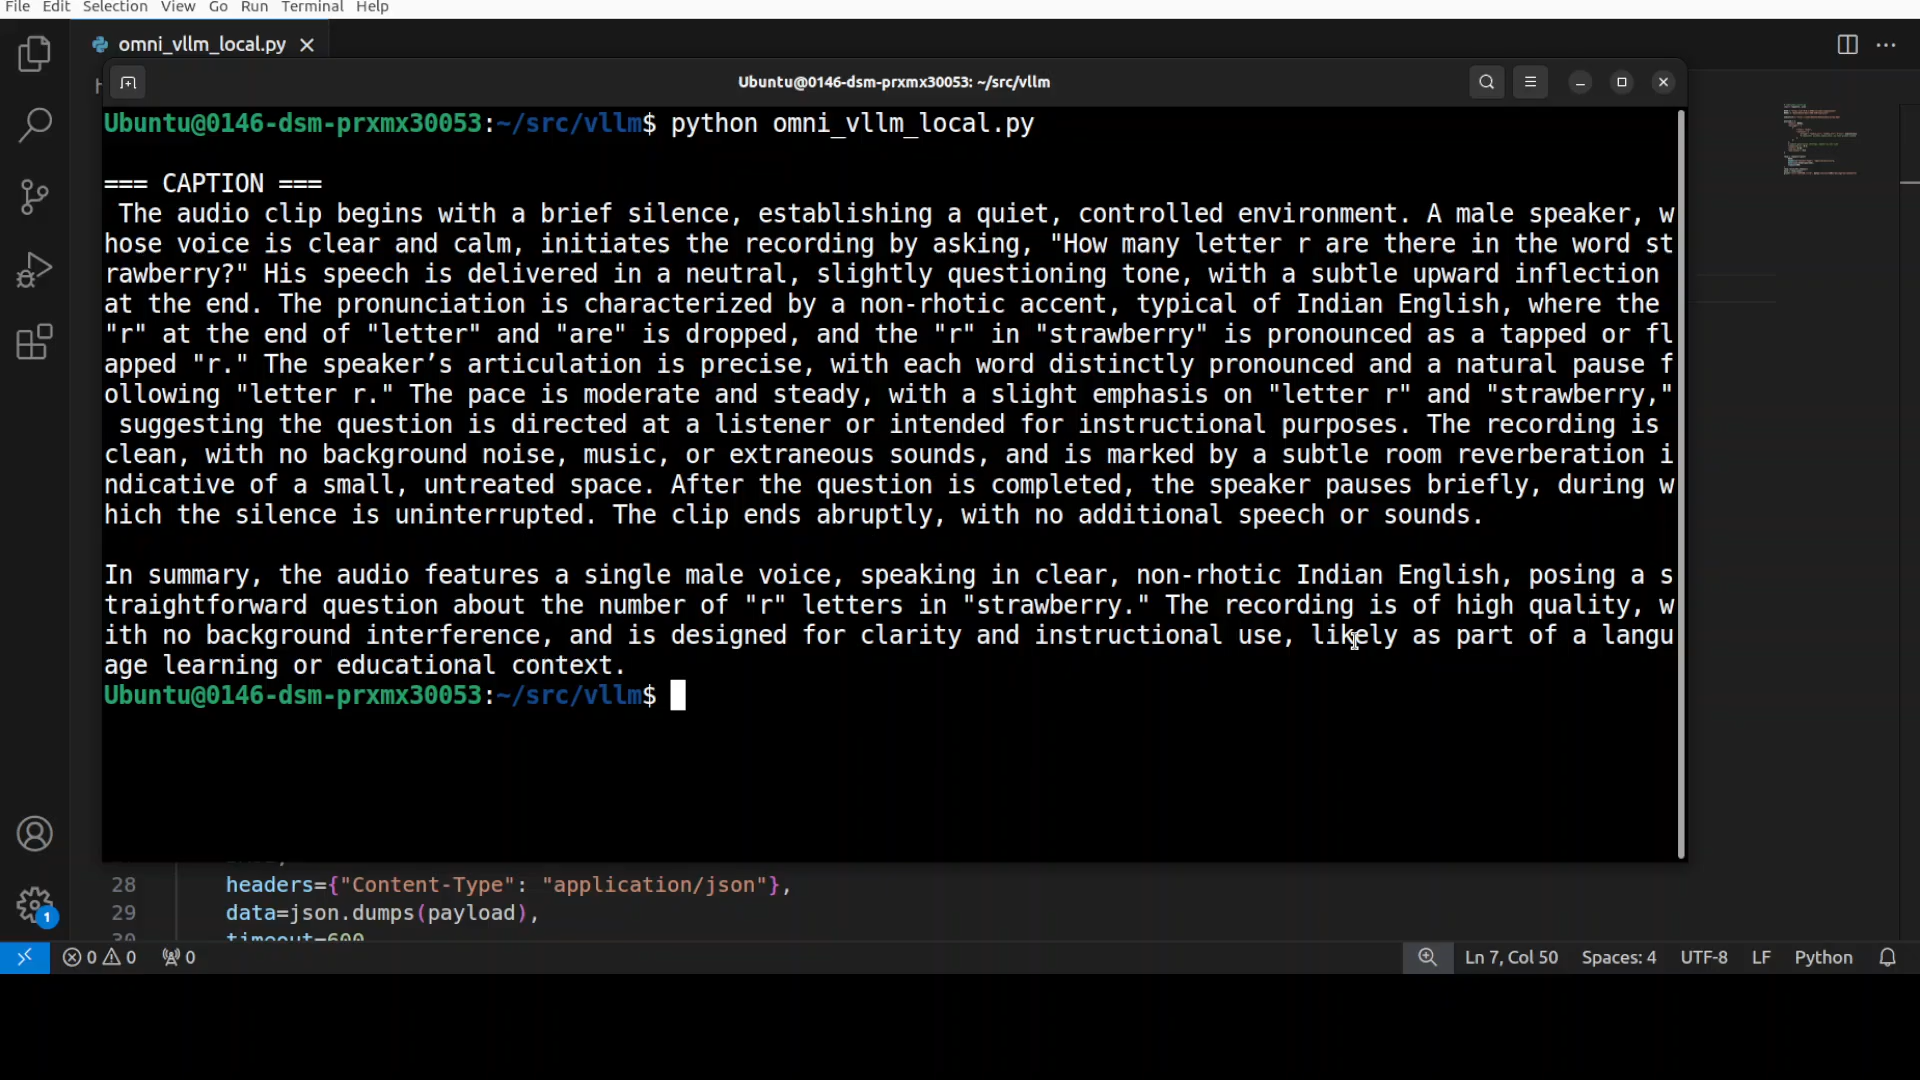 File Edit Selection View Go Run Terminal Help
omni_vllm_local.py
Ubuntu@0146-dsm-prxmx30053: ~/src/vllm
Ubuntu@0146-dsm-prxmx30053:~/src/vllm$ python omni_vllm_local.py
=== CAPTION ===
The audio clip begins with a brief silence, establishing a quiet, controlled environment. A male speaker, w
hose voice is clear and calm, initiates the recording by asking, "How many letter r are there in the word st
rawberry?" His speech is delivered in a neutral, slightly questioning tone, with a subtle upward inflection
at the end. The pronunciation is characterized by a non-rhotic accent, typical of Indian English, where the
"r" at the end of "letter" and "are" is dropped, and the "r" in "strawberry" is pronounced as a tapped or fl
apped "r." The speaker’s articulation is precise, with each word distinctly pronounced and a natural pause f
ollowing "letter r." The pace is moderate and steady, with a slight emphasis on "letter r" and "strawberry,"
suggesting the question is directed at a listener or intended for instructional purposes. The recording is
clean, with no background noise, music, or extraneous sounds, and is marked by a subtle room reverberation i
ndicative of a small, untreated space. After the question is completed, the speaker pauses briefly, during w
hich the silence is uninterrupted. The clip ends abruptly, with no additional speech or sounds.
In summary, the audio features a single male voice, speaking in clear, non-rhotic Indian English, posing a s
traightforward question about the number of "r" letters in "strawberry." The recording is of high quality, w
ith no background interference, and is designed for clarity and instructional use, likely as part of a langu
age learning or educational context.
Ubuntu@0146-dsm-prxmx30053:~/src/vllm$
28 headers={"Content-Type": "application/json"},
29 data=json.dumps(payload),
30 timeout=600
1
0 0 0 Ln 7, Col 50 Spaces: 4 UTF-8 LF Python